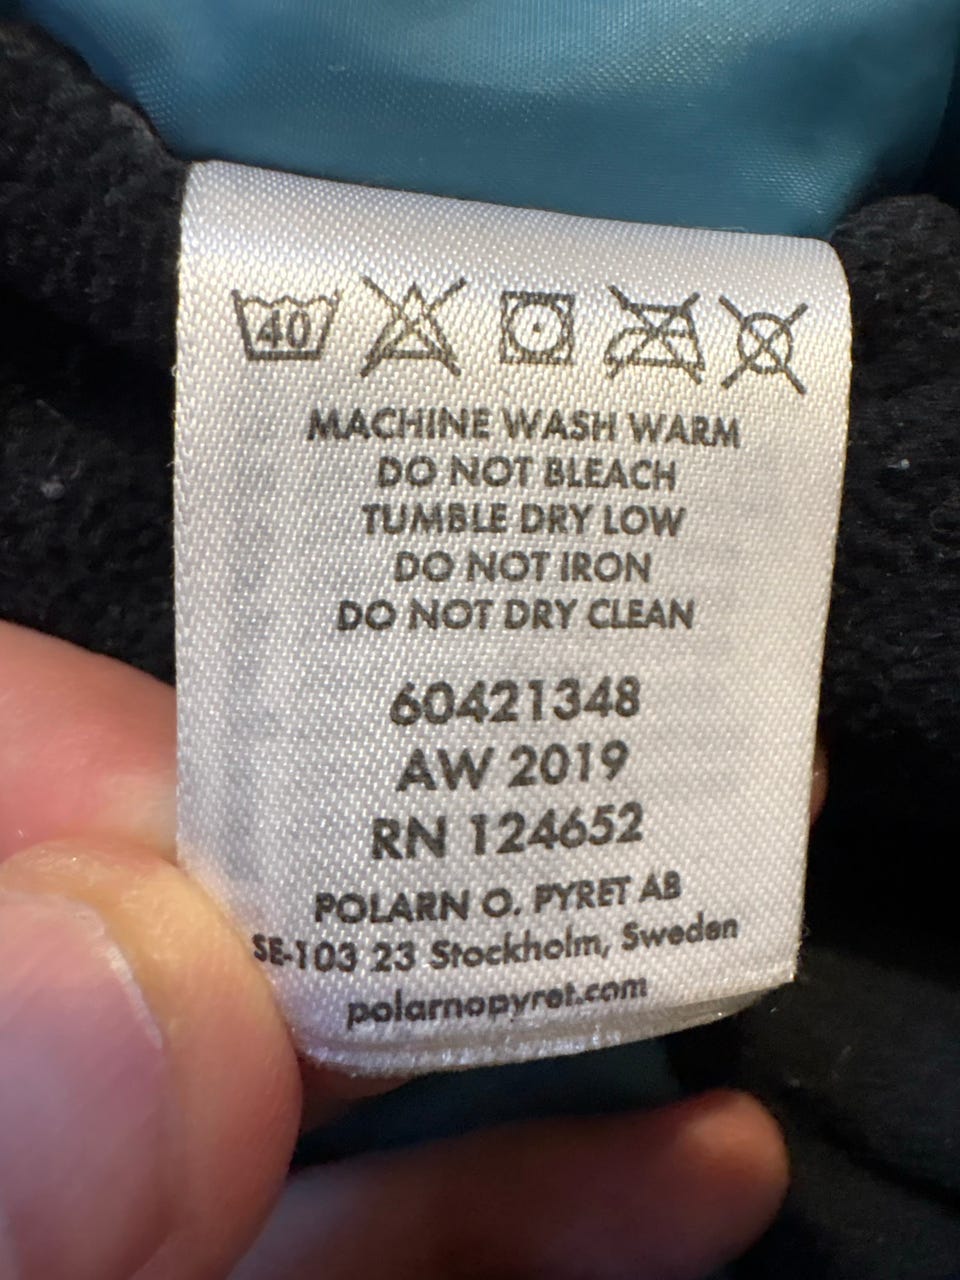 40
MACHINE WASH WARM
DO NOT BLEACH
TUMBLE DRY LOW
DO NOT IRON
DO NOT DRY CLEAN
60421348
AW 2019
RN 124652
POLARN O. PYRET AB
SE-103 23 Stockholm, Sweden
polarnopyret.com